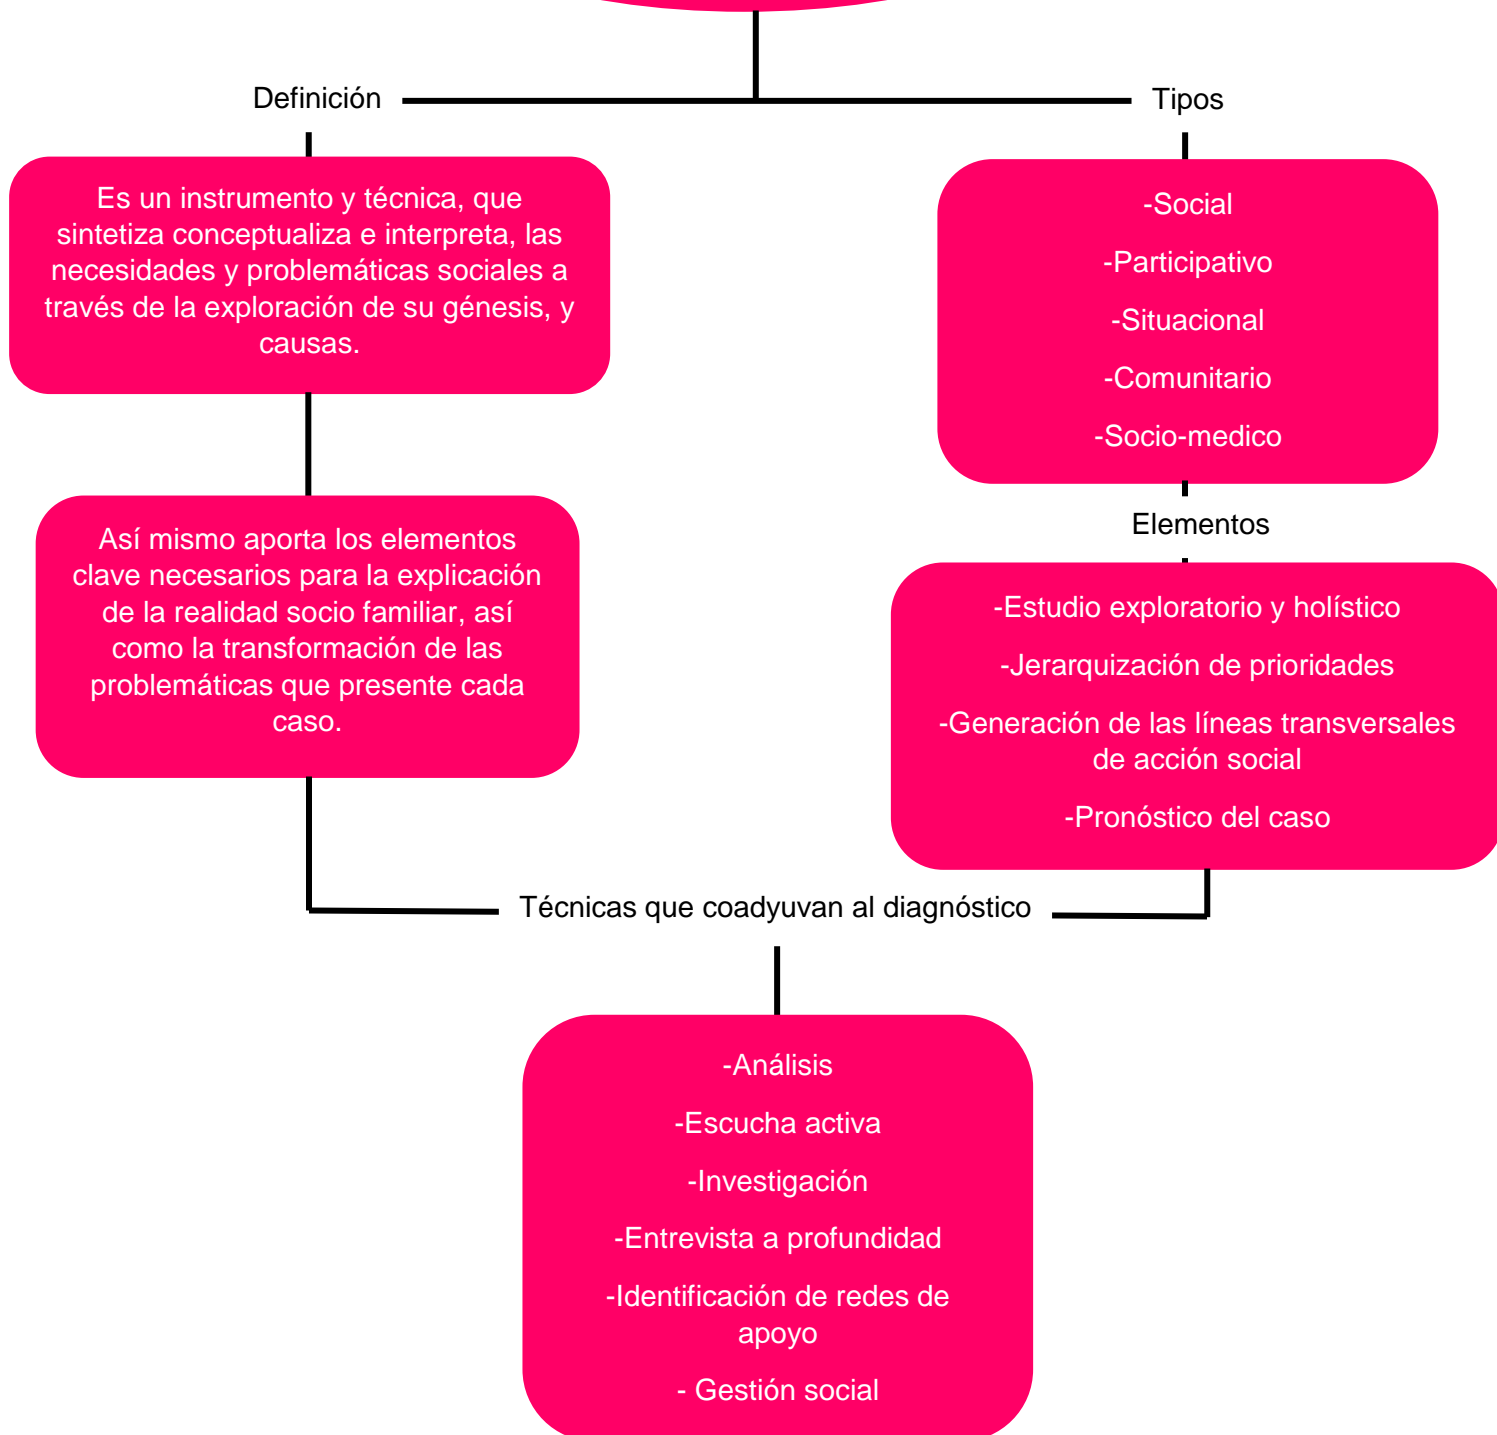 Definición
Es un instrumento y técnica, que
sintetiza conceptualiza e interpreta, las
necesidades y problemáticas sociales a
través de la exploración de su génesis, y
causas.
Así mismo aporta los elementos
clave necesarios para la explicación
de la realidad socio familiar, así
como la transformación de las
problemáticas que presente cada
caso.
Tipos
-Social
-Participativo
-Situacional
-Comunitario
-Socio-medico
Elementos
-Estudio exploratorio y holístico
-Jerarquización de prioridades
-Generación de las líneas transversales
de acción social
-Pronóstico del caso
Técnicas que coadyuvan al diagnóstico
-Análisis
-Escucha activa
-Investigación
-Entrevista a profundidad
-Identificación de redes de
apoyo
- Gestión social